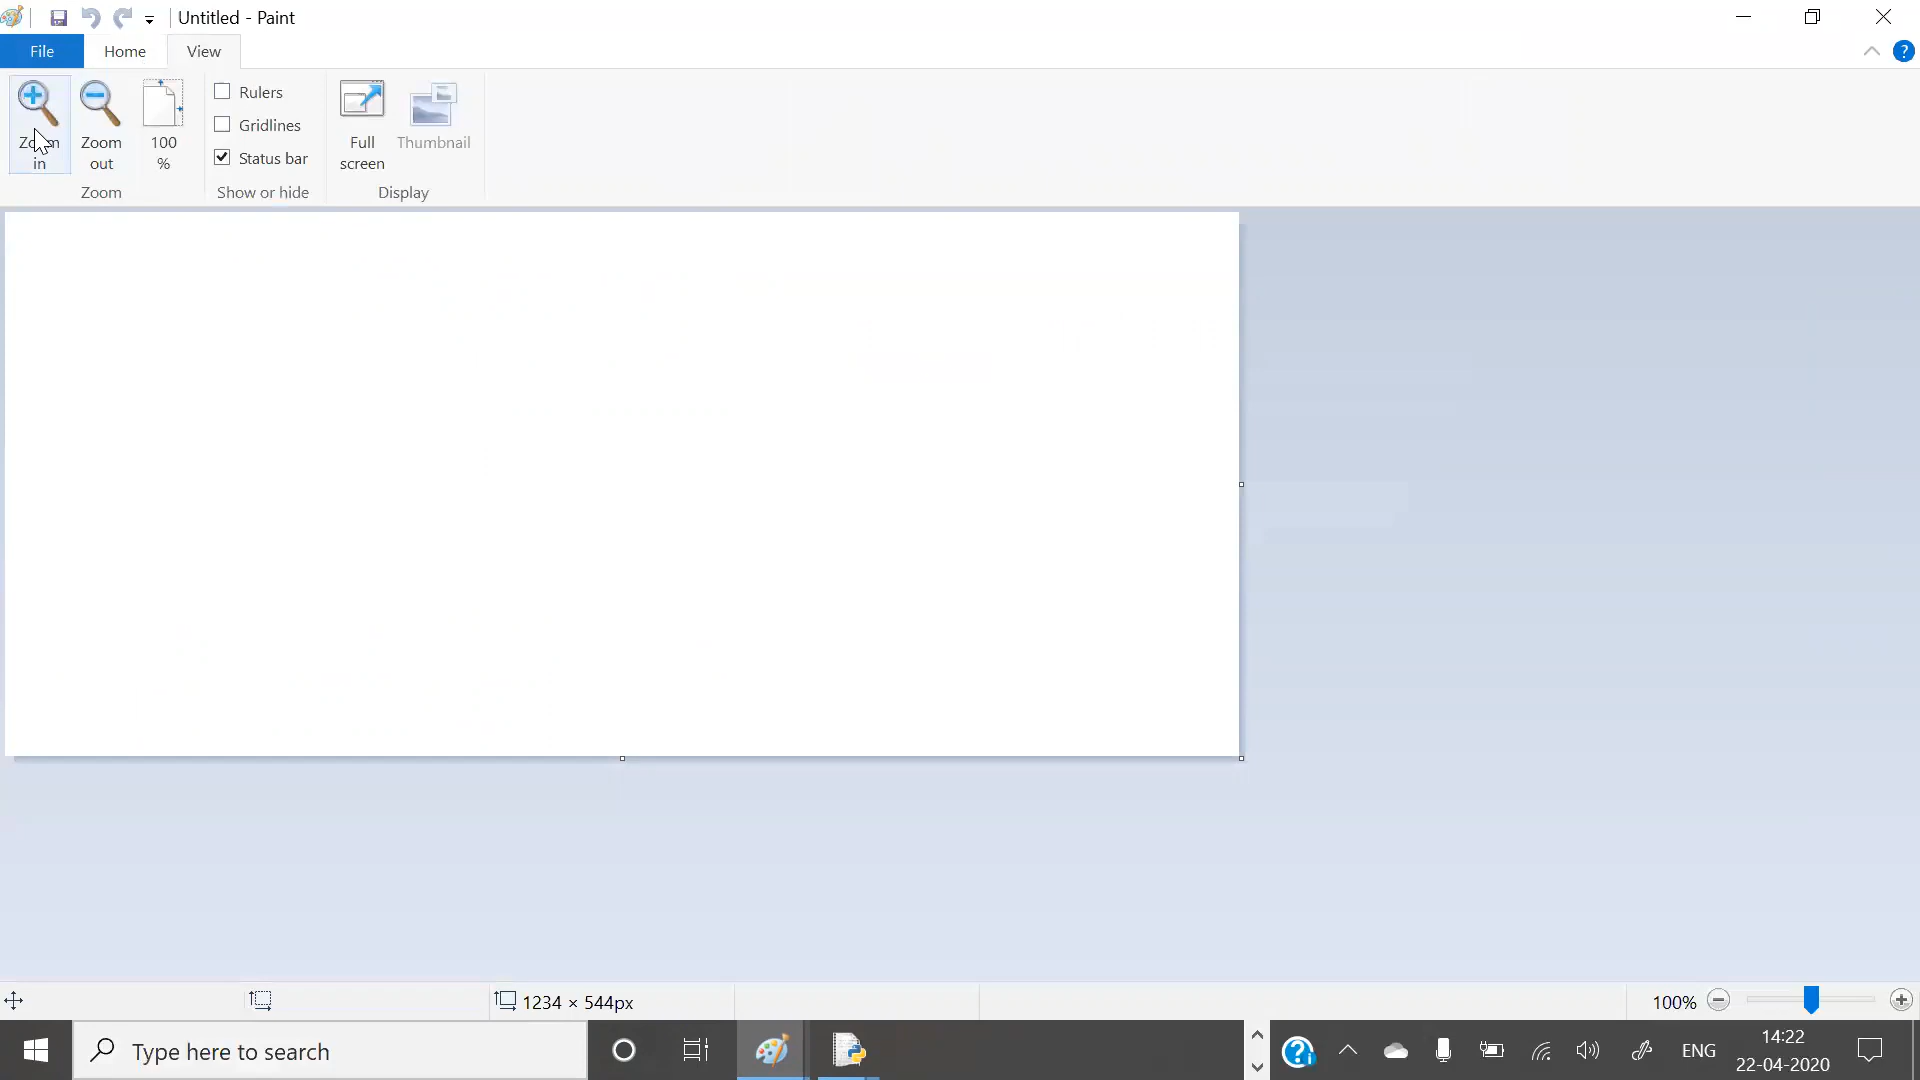 Untitled - Paint
File Home View
Zoom in
Zoom out
100 %
Rulers
Gridlines
Status bar
Full screen
Thumbnail
Zoom
Show or hide
Display
1234 × 544px
100%
Type here to search
ENG
14:22
22-04-2020